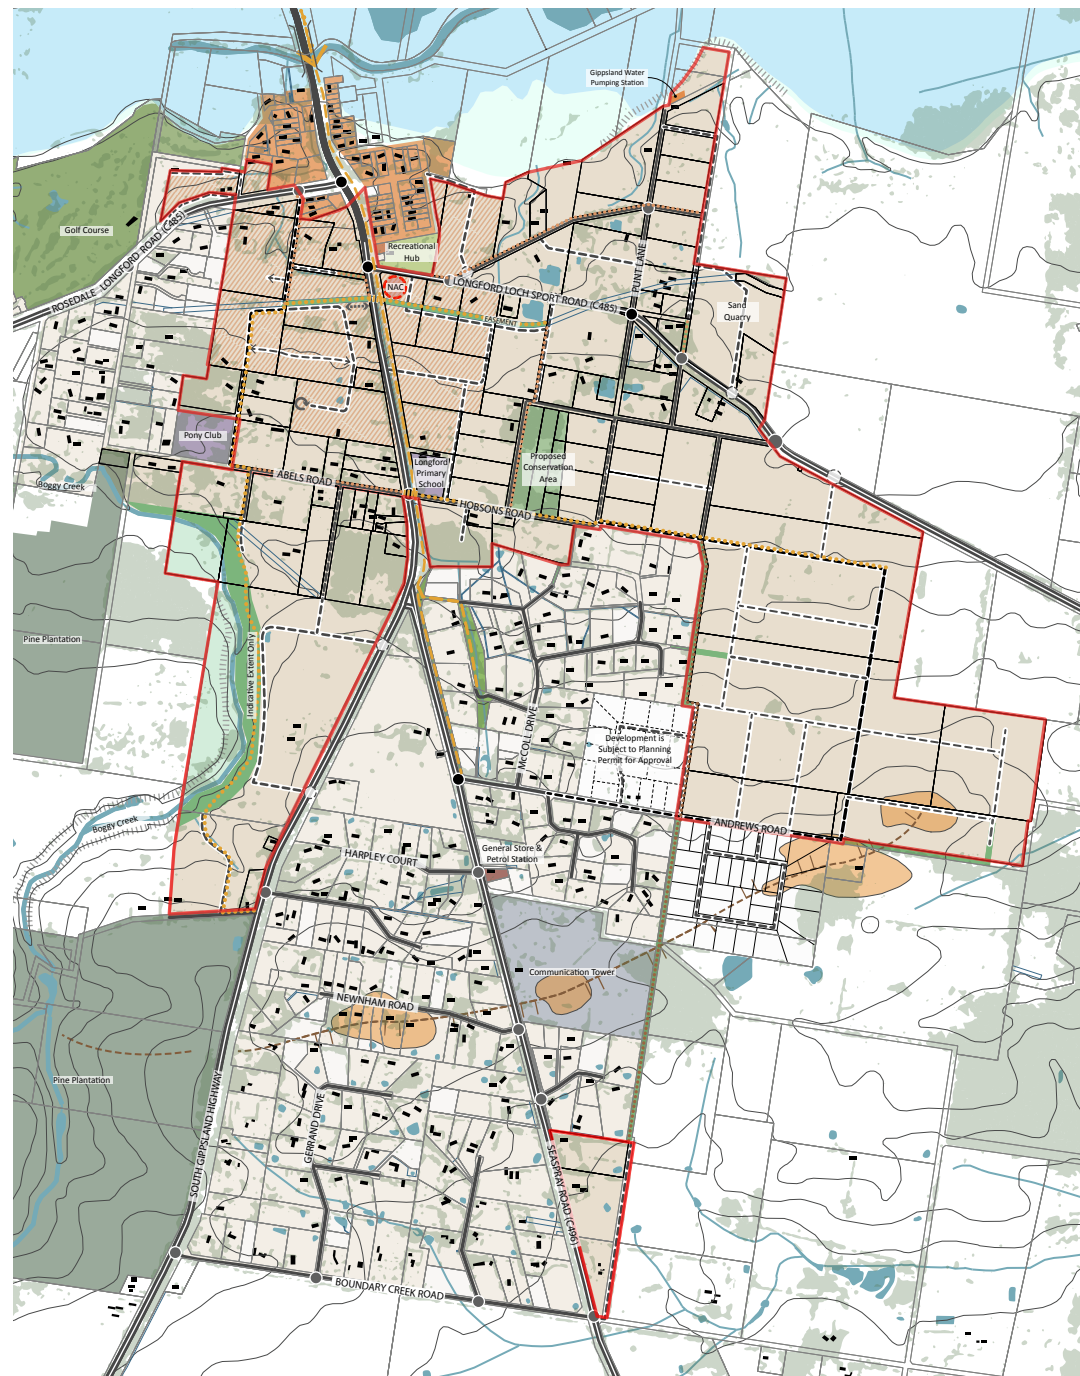 Gippsland Water
Pumping Station
Golf Course
ROSEDALE LONGFORD ROAD (C485)
Recreational
Hub
NAC
LONGFORD LOCH SPORT ROAD (C485)
PUNT LANE
EASEMENT
Sand
Quarry
Pony Club
Boggy Creek
ABELS ROAD
Longford
Primary
School
HOBSONS ROAD
Proposed
Conservation
Area
Pine Plantation
Indicative Extent Only
McCOLL DRIVE
Development is
Subject to Planning
Permit for Approval
Boggy Creek
ANDREWS ROAD
HARPLEY COURT
General Store &
Petrol Station
Communication Tower
NEWNHAM ROAD
Pine Plantation
SOUTH GIPPSLAND HIGHWAY
GERRAND DRIVE
SEASPRAY ROAD (C496)
BOUNDARY CREEK ROAD